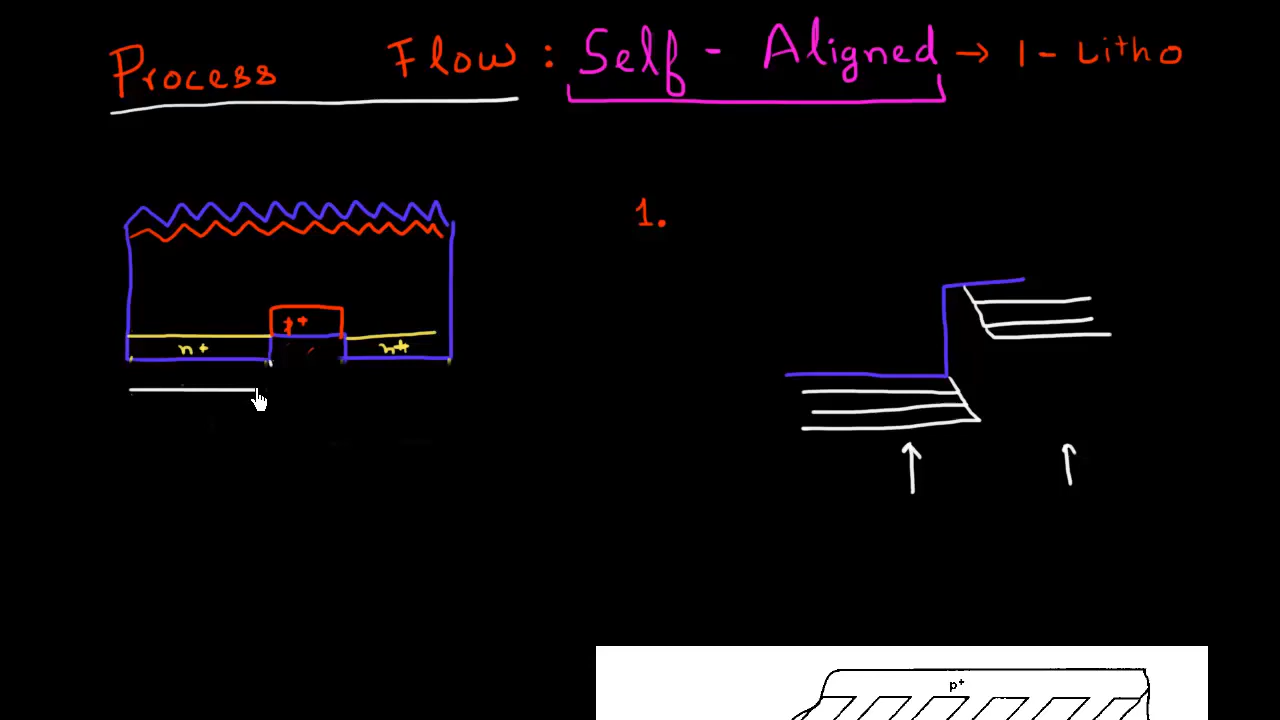 Process Flow : Self - Aligned → 1 - Litho
1.
p+
n+
n+
p+